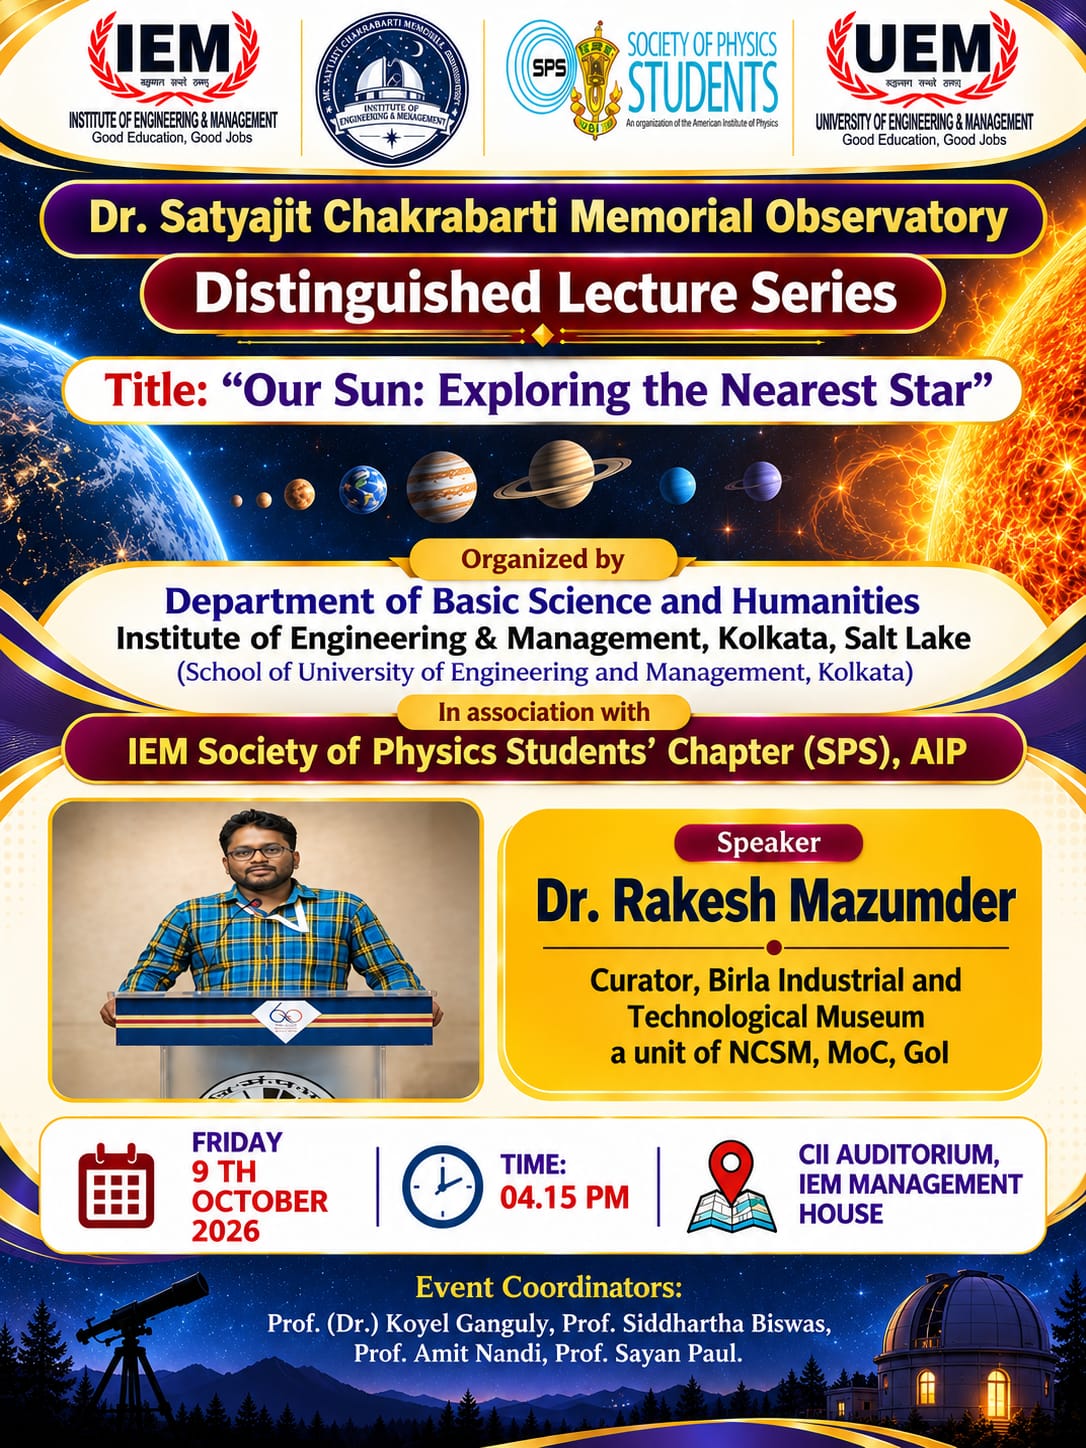 IEM
INSTITUTE OF ENGINEERING & MANAGEMENT
Good Education, Good Jobs
INSTITUTE OF
ENGINEERING & MENAGEMENT
SPS
SOCIETY OF PHYSICS
STUDENTS
An organization of the American Institute of Physics
UEM
UNIVERSITY OF ENGINEERING & MANAGEMENT
Good Education, Good Jobs
Dr. Satyajit Chakrabarti Memorial Observatory
Distinguished Lecture Series
Title: “Our Sun: Exploring the Nearest Star”
Organized by
Department of Basic Science and Humanities
Institute of Engineering & Management, Kolkata, Salt Lake
(School of University of Engineering and Management, Kolkata)
In association with
IEM Society of Physics Students’ Chapter (SPS), AIP
60
Speaker
Dr. Rakesh Mazumder
Curator, Birla Industrial and
Technological Museum
a unit of NCSM, MoC, GoI
FRIDAY
9 TH
OCTOBER
2026
TIME:
04.15 PM
CII AUDITORIUM,
IEM MANAGEMENT
HOUSE
Event Coordinators:
Prof. (Dr.) Koyel Ganguly, Prof. Siddhartha Biswas,
Prof. Amit Nandi, Prof. Sayan Paul.